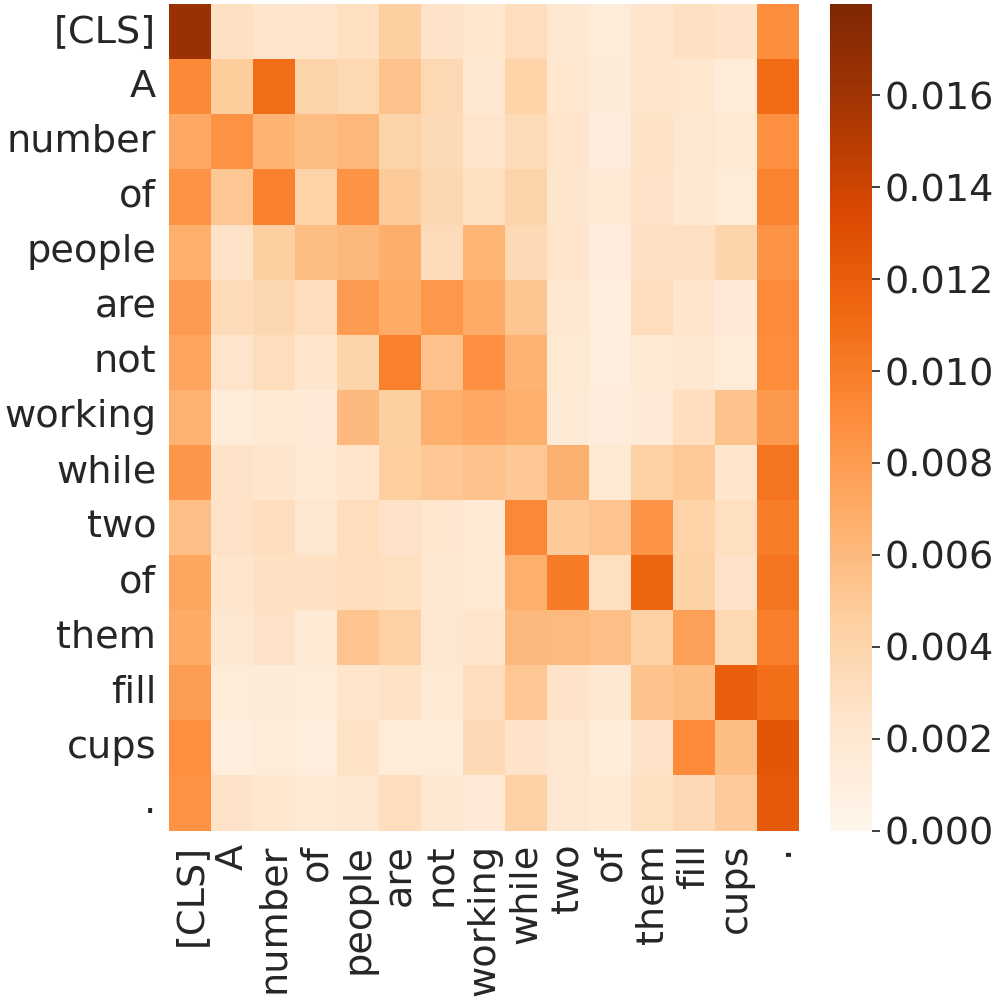 [CLS]
A
number
of
people
are
not
working
while
two
of
them
fill
cups
.
[CLS]
A
number
of
people
are
not
working
while
two
of
them
fill
cups
.
0.016
0.014
0.012
0.010
0.008
0.006
0.004
0.002
0.000